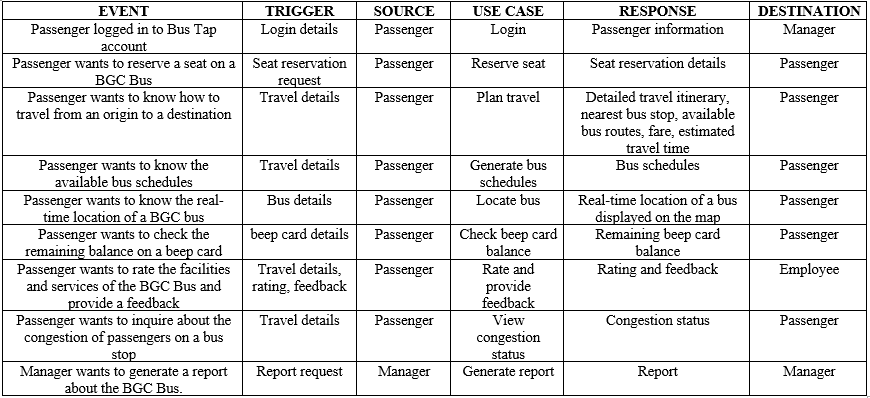 EVENT TRIGGER SOURCE USE CASE RESPONSE DESTINATION
Passenger logged in to Bus Tap Login details Passenger Login Passenger information Manager
account
Passenger wants to reserve a seat on a Seat reservation Passenger Reserve seat Seat reservation details Passenger
BGC Bus request
Passenger wants to know how to Travel details Passenger Plan travel Detailed travel itinerary, Passenger
travel from an origin to a destination nearest bus stop, available
bus routes, fare, estimated
travel time
Passenger wants to know the Travel details Passenger Generate bus Bus schedules Passenger
available bus schedules schedules
Passenger wants to know the real- Bus details Passenger Locate bus Real-time location of a bus Passenger
time location of a BGC bus displayed on the map
Passenger wants to check the beep card details Passenger Check beep card Remaining beep card Passenger
remaining balance on a beep card balance balance
Passenger wants to rate the facilities Travel details, Passenger Rate and Rating and feedback Employee
and services of the BGC Bus and rating, feedback provide
provide a feedback feedback
Passenger wants to inquire about the Travel details Passenger View Congestion status Passenger
congestion of passengers on a bus congestion
stop status
Manager wants to generate a report Report request Manager Generate report Report Manager
about the BGC Bus.